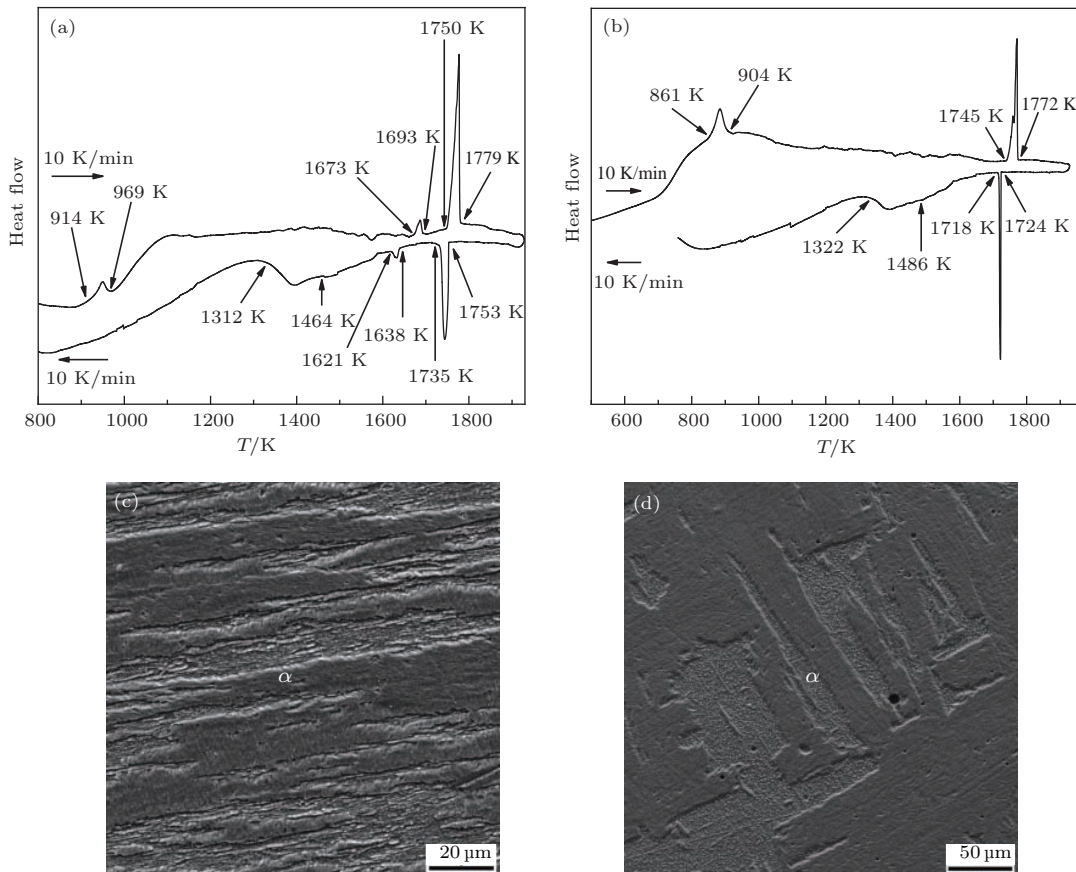 (a)
1750 K
1693 K
1673 K
1779 K
10 K/min
969 K
914 K
Heat flow
1312 K
1464 K
1621 K
1638 K
1735 K
1753 K
10 K/min
800
1000
1200
1400
1600
1800
T/K
(b)
904 K
861 K
1745 K
1772 K
10 K/min
Heat flow
1322 K
1486 K
1718 K
1724 K
10 K/min
600
800
1000
1200
1400
1600
1800
T/K
(c)
α
20 µm
(d)
α
50 µm